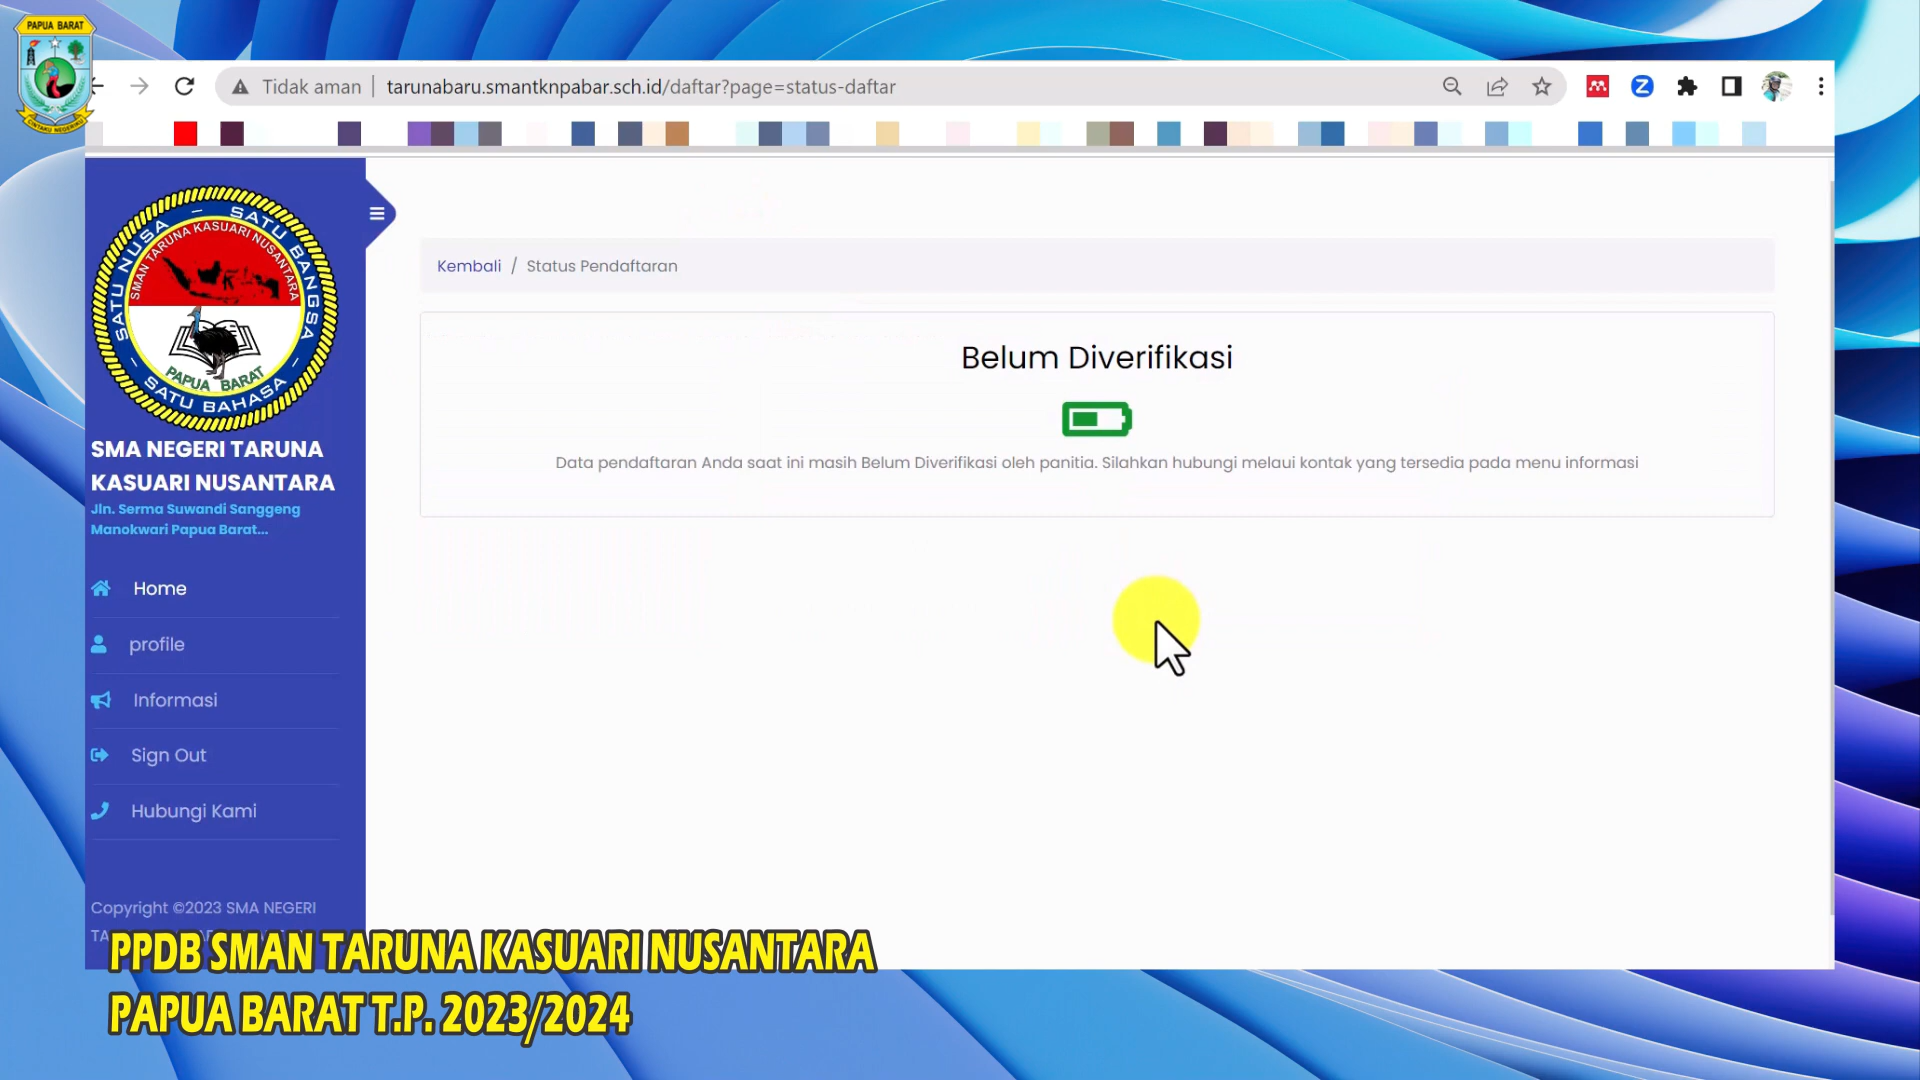 PAPUA BARAT
CINTAKU NEGERIKU
Tidak aman
tarunabaru.smantknpabar.sch.id/daftar?page=status-daftar
SATU NUSA – SATU BANGSA – SATU BAHASA –
SMAN TARUNA KASUARI NUSANTARA
PAPUA BARAT
SMA NEGERI TARUNA
KASUARI NUSANTARA
Jln. Serma Suwandi Sanggeng
Manokwari Papua Barat...
Home
profile
Informasi
Sign Out
Hubungi Kami
Copyright ©2023 SMA NEGERI
Kembali / Status Pendaftaran
Belum Diverifikasi
Data pendaftaran Anda saat ini masih Belum Diverifikasi oleh panitia. Silahkan hubungi melaui kontak yang tersedia pada menu informasi
PPDB SMAN TARUNA KASUARI NUSANTARA
PAPUA BARAT T.P. 2023/2024